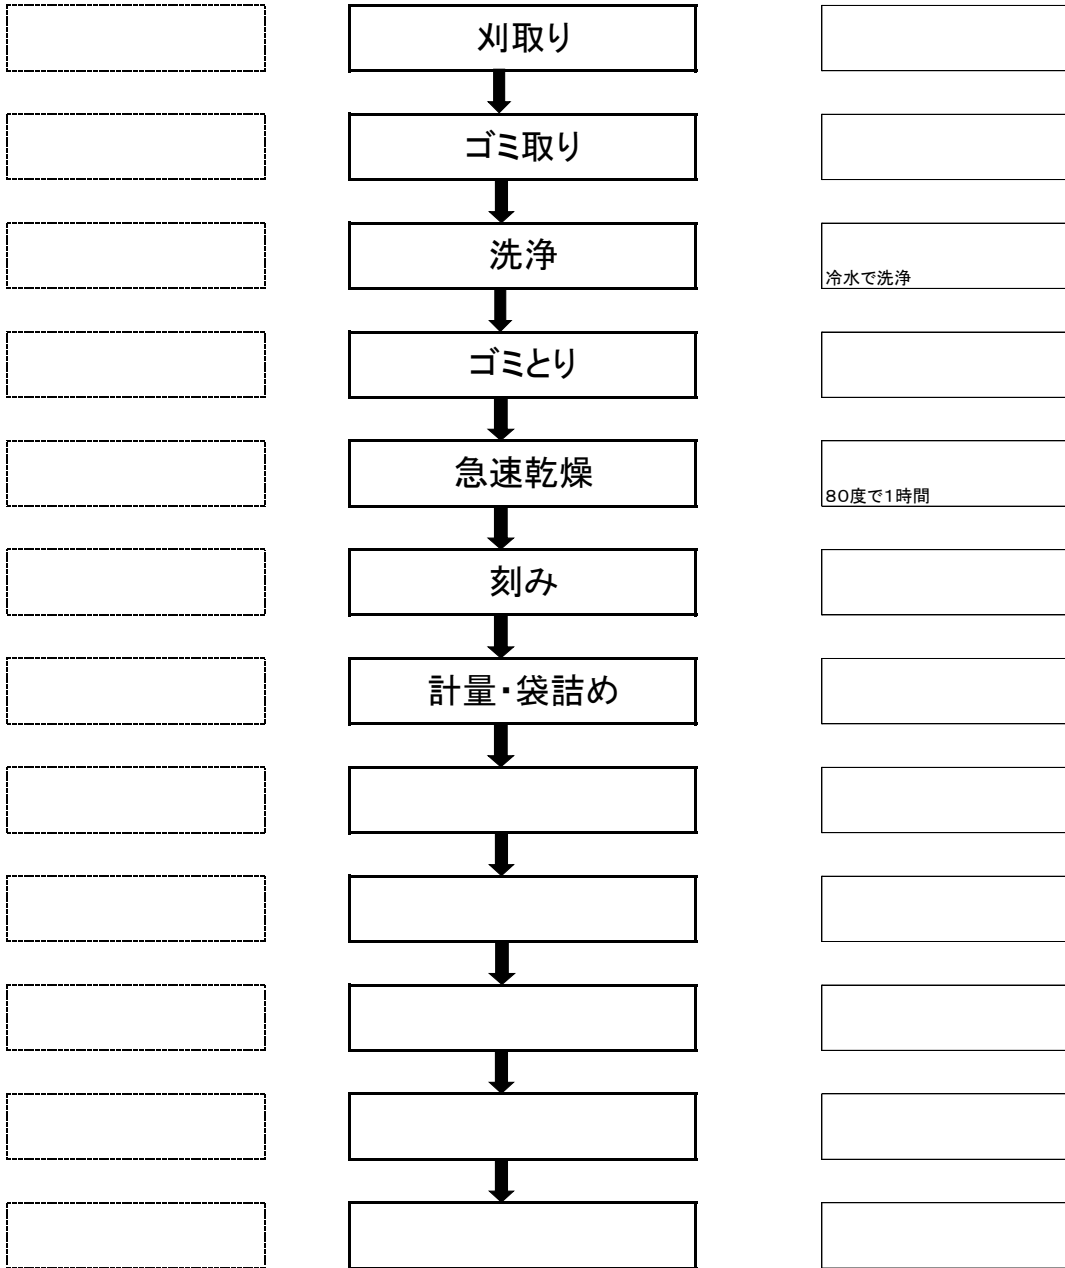 刈取り
ゴミ取り
洗浄
冷水で洗浄
ゴミとり
急速乾燥
80度で1時間
刻み
計量・袋詰め